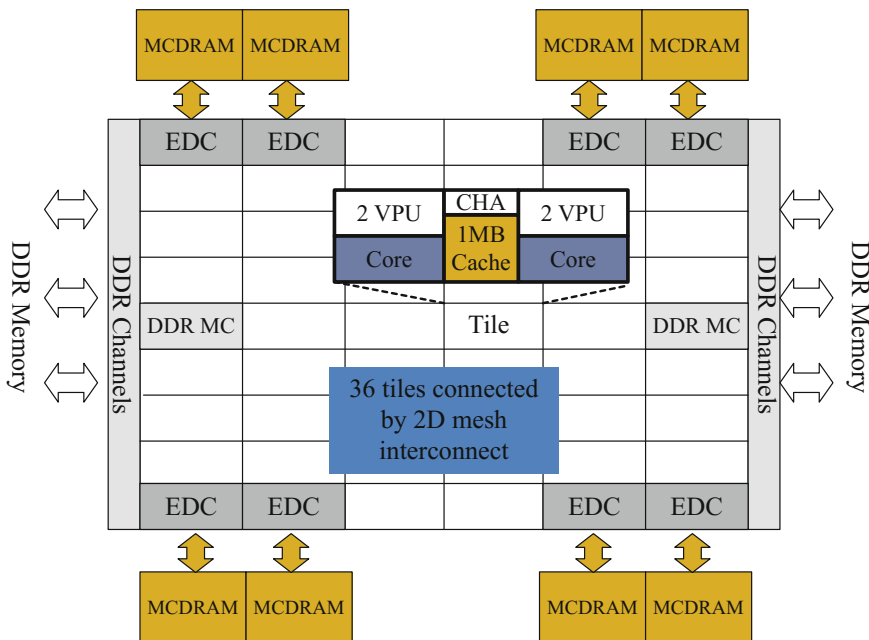 MCDRAM MCDRAM MCDRAM MCDRAM
EDC EDC EDC EDC
2 VPU CHA 2 VPU
Core 1MB Core
Cache
DDR Memory
DDR Channels
DDR MC Tile DDR MC
DDR Channels
DDR Memory
36 tiles connected
by 2D mesh
interconnect
EDC EDC EDC EDC
MCDRAM MCDRAM MCDRAM MCDRAM